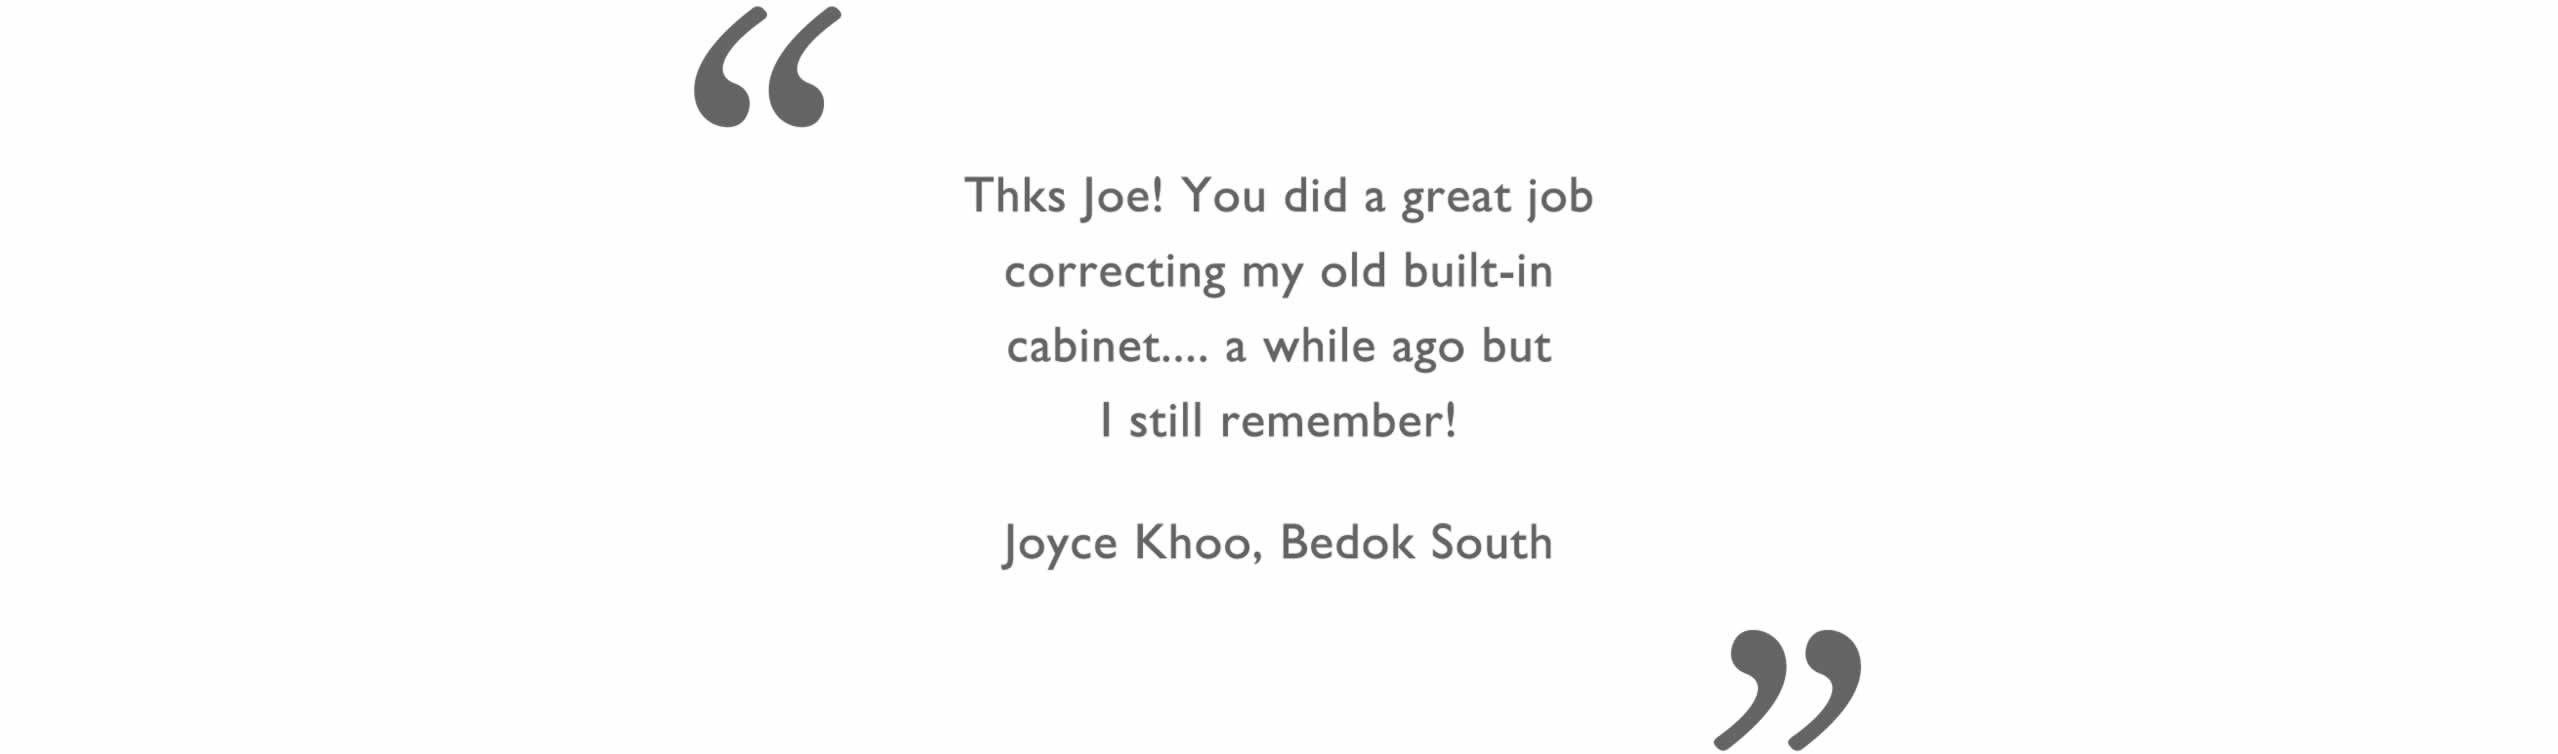 “
Thks Joe! You did a great job
correcting my old built-in
cabinet.... a while ago but
I still remember!
Joyce Khoo, Bedok South
”